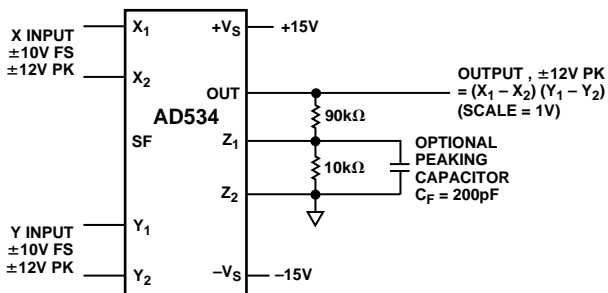 X INPUT
±10V FS
±12V PK
X1
X2
+VS
+15V
OUT
OUTPUT , ±12V PK
= (X1 – X2) (Y1 – Y2)
(SCALE = 1V)
90kΩ
AD534
SF
Z1
10kΩ
OPTIONAL
PEAKING
CAPACITOR
CF = 200pF
Z2
Y INPUT
±10V FS
±12V PK
Y1
Y2
–VS
–15V